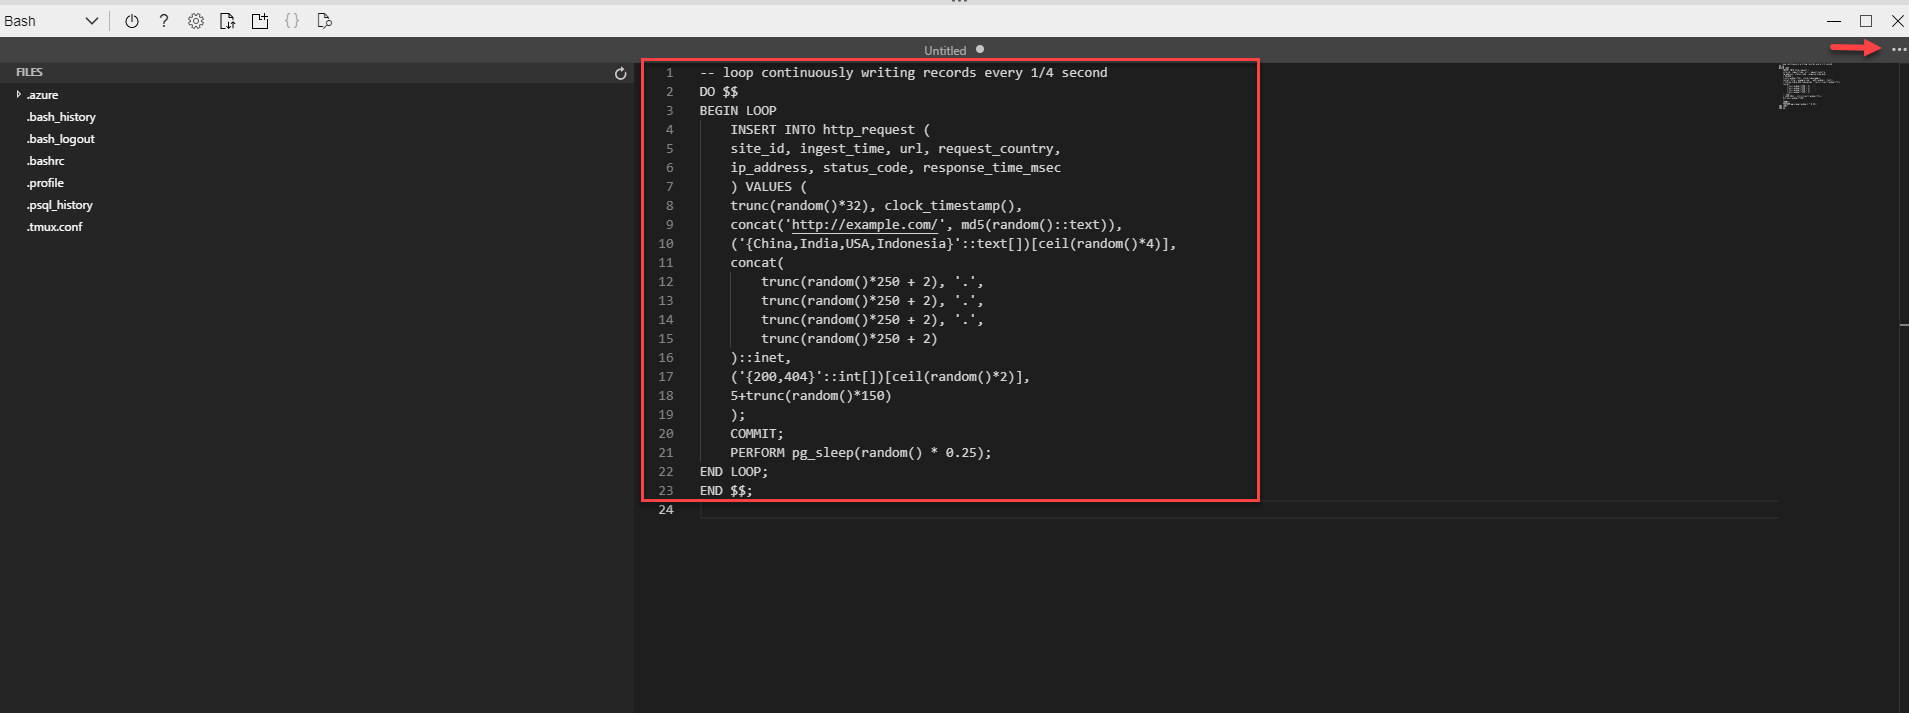 Bash
Untitled
FILES
.azure
.bash_history
.bash_logout
.bashrc
.profile
.psql_history
.tmux.conf
1 -- loop continuously writing records every 1/4 second
2 DO $$
3 BEGIN LOOP
4 INSERT INTO http_request (
5 site_id, ingest_time, url, request_country,
6 ip_address, status_code, response_time_msec
7 ) VALUES (
8 trunc(random()*32), clock_timestamp(),
9 concat('http://example.com/', md5(random()::text)),
10 ('{China,India,USA,Indonesia}'::text[])[ceil(random()*4)],
11 concat(
12 trunc(random()*250 + 2), '.',
13 trunc(random()*250 + 2), '.',
14 trunc(random()*250 + 2), '.',
15 trunc(random()*250 + 2)
16 )::inet,
17 ('{200,404}'::int[])[ceil(random()*2)],
18 5+trunc(random()*150)
19 );
20 COMMIT;
21 PERFORM pg_sleep(random() * 0.25);
22 END LOOP;
23 END $$;
24